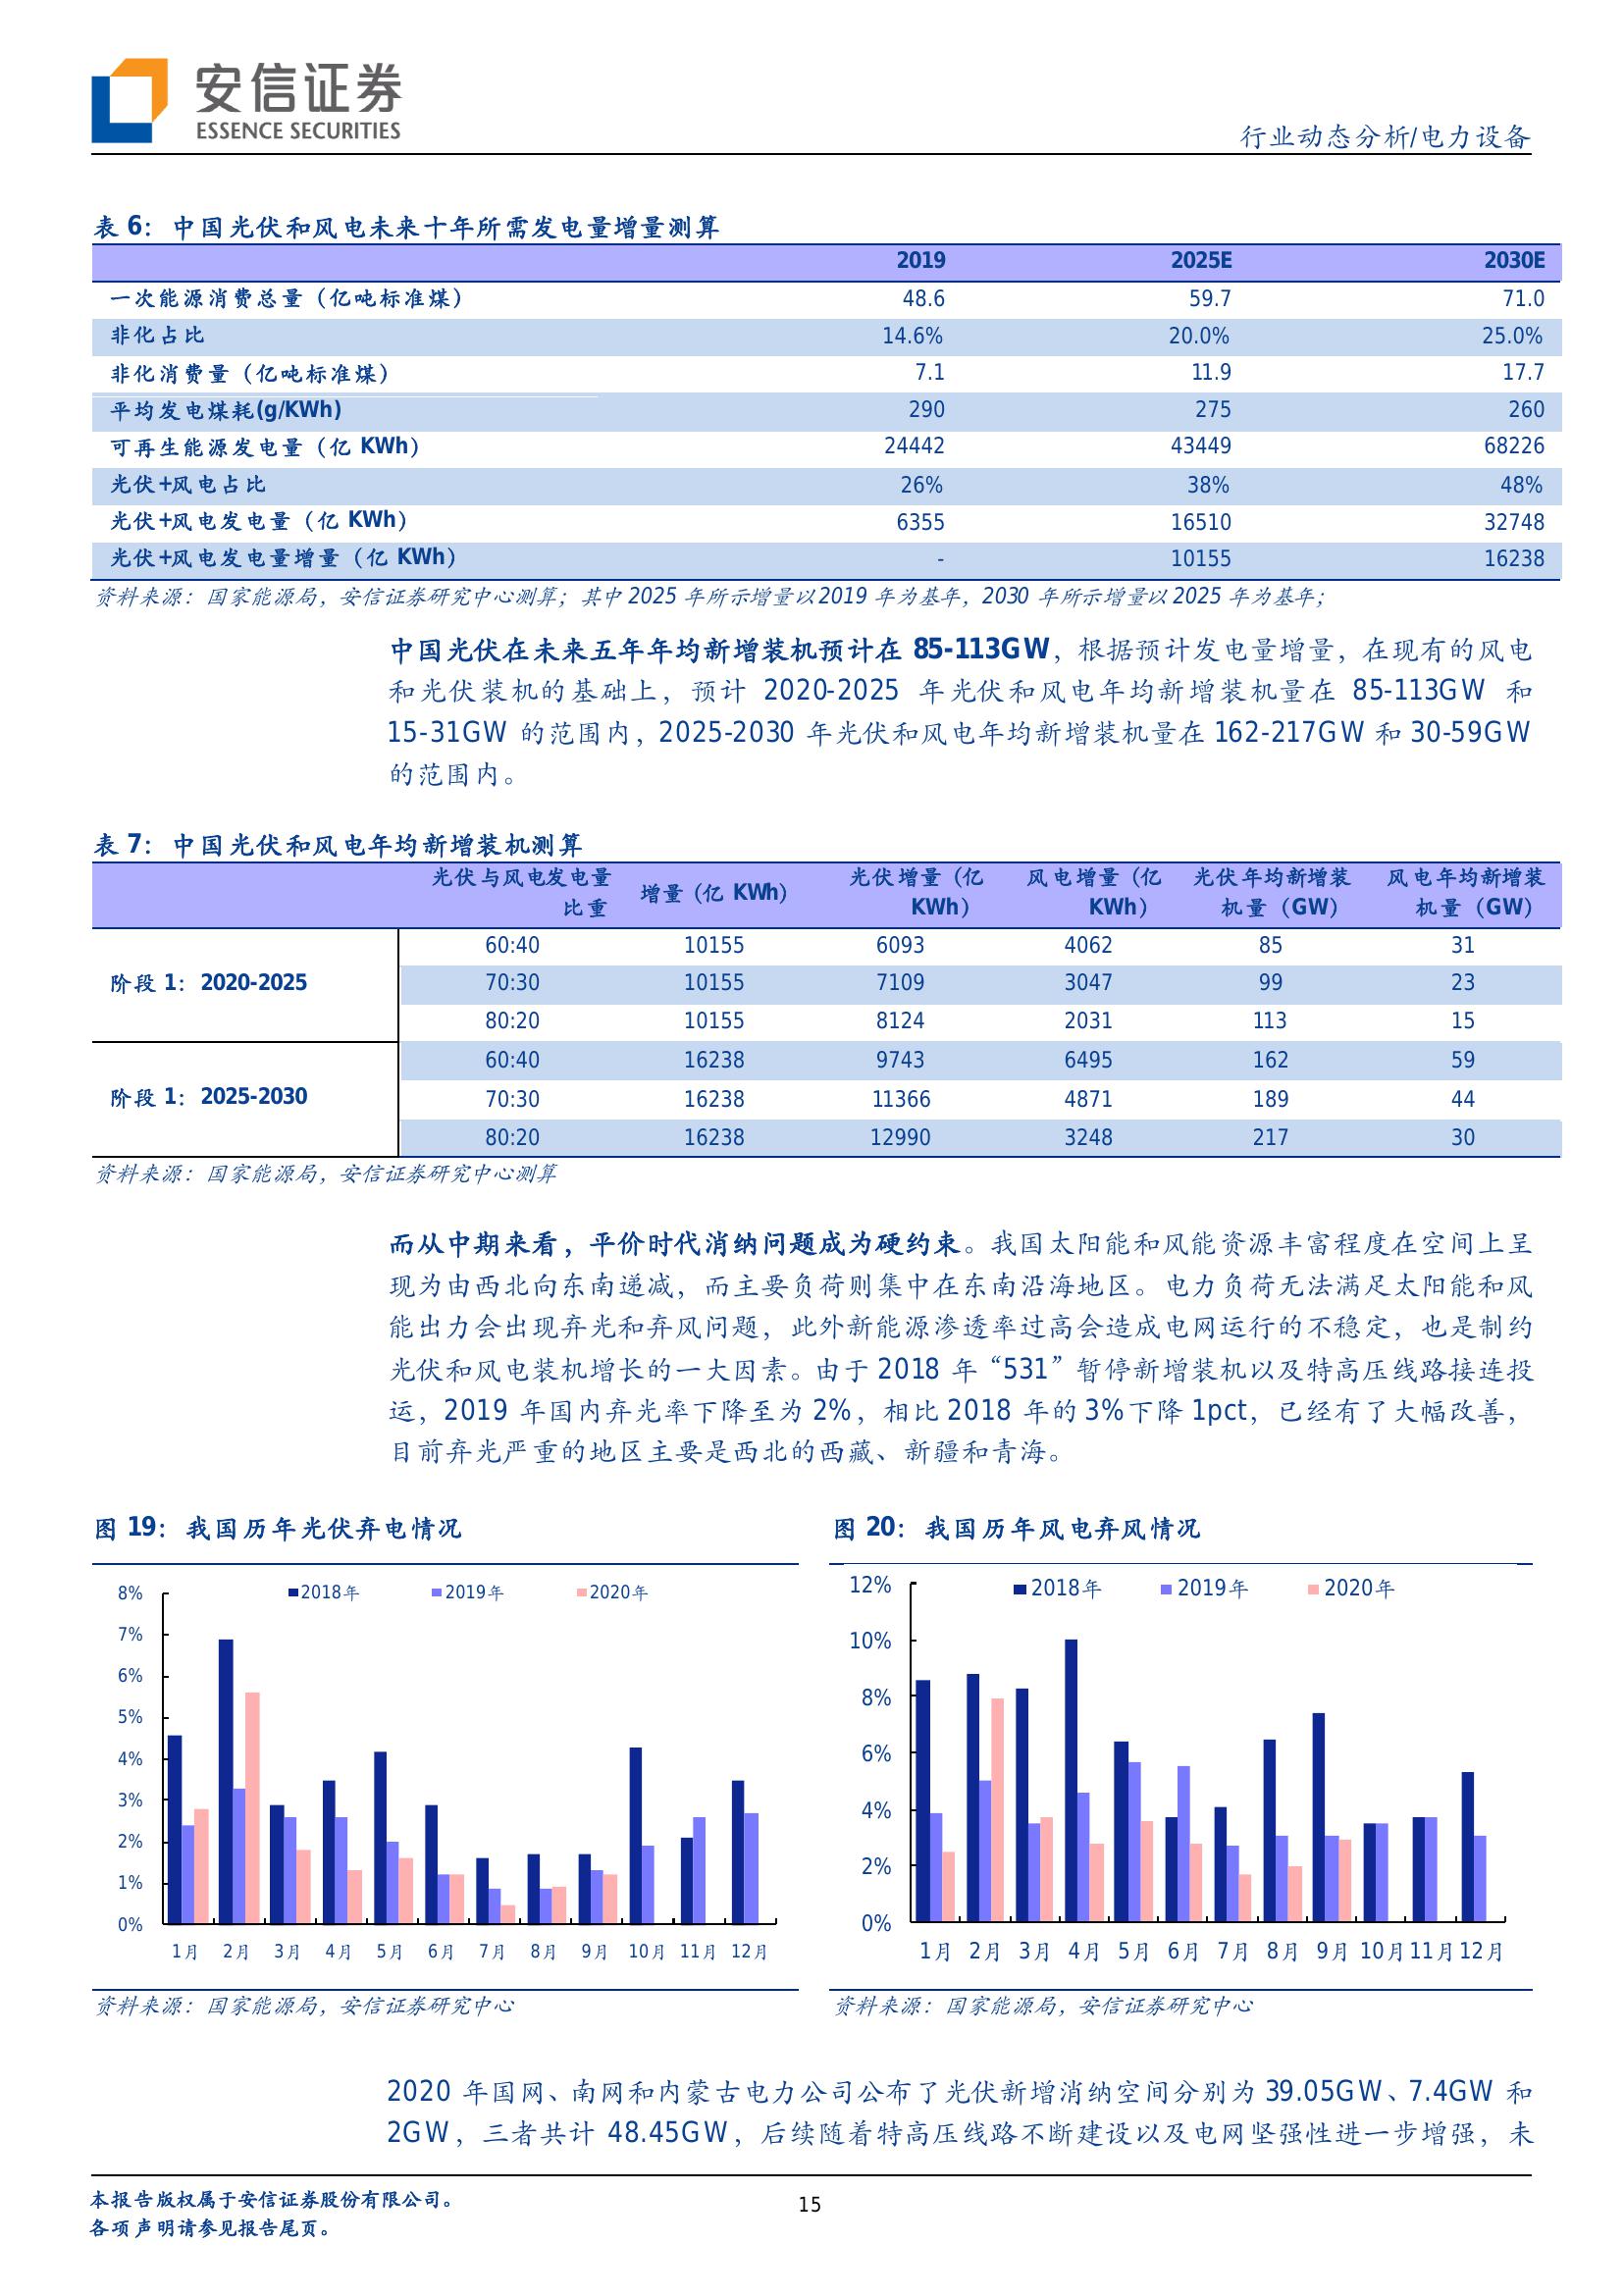 安信证券
ESSENCE SECURITIES
行业动态分析/电力设备
表 6：中国光伏和风电未来十年所需发电量增量测算
2019 2025E 2030E
一次能源消费总量（亿吨标准煤） 48.6 59.7 71.0
非化占比 14.6% 20.0% 25.0%
非化消费量（亿吨标准煤） 7.1 11.9 17.7
平均发电煤耗(g/KWh) 290 275 260
可再生能源发电量（亿 KWh） 24442 43449 68226
光伏+风电占比 26% 38% 48%
光伏+风电发电量（亿 KWh） 6355 16510 32748
光伏+风电发电量增量（亿 KWh） - 10155 16238
资料来源：国家能源局，安信证券研究中心测算；其中 2025 年所示增量以 2019 年为基年，2030 年所示增量以 2025 年为基年；
中国光伏在未来五年年均新增装机预计在 85-113GW，根据预计发电量增量，在现有的风电
和光伏装机的基础上，预计 2020-2025 年光伏和风电年均新增装机量在 85-113GW 和
15-31GW 的范围内，2025-2030 年光伏和风电年均新增装机量在 162-217GW 和 30-59GW
的范围内。
表 7：中国光伏和风电年均新增装机测算
光伏与风电发电量比重 增量（亿 KWh） 光伏增量（亿 KWh） 风电增量（亿 KWh） 光伏年均新增装机量（GW） 风电年均新增装机量（GW）
阶段 1：2020-2025
60:40 10155 6093 4062 85 31
70:30 10155 7109 3047 99 23
80:20 10155 8124 2031 113 15
阶段 1：2025-2030
60:40 16238 9743 6495 162 59
70:30 16238 11366 4871 189 44
80:20 16238 12990 3248 217 30
资料来源：国家能源局，安信证券研究中心测算
而从中期来看，平价时代消纳问题成为硬约束。我国太阳能和风能资源丰富程度在空间上呈
现为由西北向东南递减，而主要负荷则集中在东南沿海地区。电力负荷无法满足太阳能和风
能出力会出现弃光和弃风问题，此外新能源渗透率过高会造成电网运行的不稳定，也是制约
光伏和风电装机增长的一大因素。由于 2018 年“531”暂停新增装机以及特高压线路接连投
运，2019 年国内弃光率下降至为 2%，相比 2018 年的 3%下降 1pct，已经有了大幅改善，
目前弃光严重的地区主要是西北的西藏、新疆和青海。
图 19：我国历年光伏弃电情况
2018年 2019年 2020年
8%
7%
6%
5%
4%
3%
2%
1%
0%
1月 2月 3月 4月 5月 6月 7月 8月 9月 10月 11月 12月
资料来源：国家能源局，安信证券研究中心
图 20：我国历年风电弃风情况
2018年 2019年 2020年
12%
10%
8%
6%
4%
2%
0%
1月 2月 3月 4月 5月 6月 7月 8月 9月 10月 11月 12月
资料来源：国家能源局，安信证券研究中心
2020 年国网、南网和内蒙古电力公司公布了光伏新增消纳空间分别为 39.05GW、7.4GW 和
2GW，三者共计 48.45GW，后续随着特高压线路不断建设以及电网坚强性进一步增强，未
本报告版权属于安信证券股份有限公司。
各项声明请参见报告尾页。
15